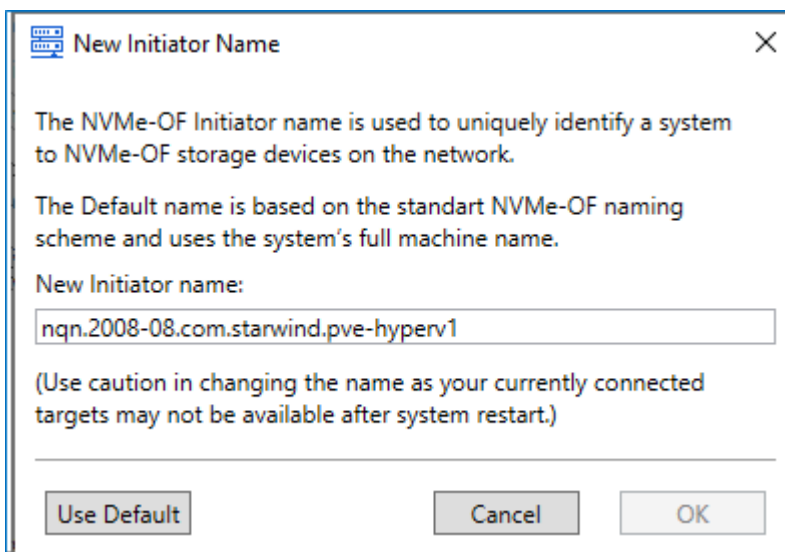 New Initiator Name
The NVMe-OF Initiator name is used to uniquely identify a system
to NVMe-OF storage devices on the network.
The Default name is based on the standart NVMe-OF naming
scheme and uses the system's full machine name.
New Initiator name:
nqn.2008-08.com.starwind.pve-hyperv1
(Use caution in changing the name as your currently connected
targets may not be available after system restart.)
Use Default
Cancel
OK